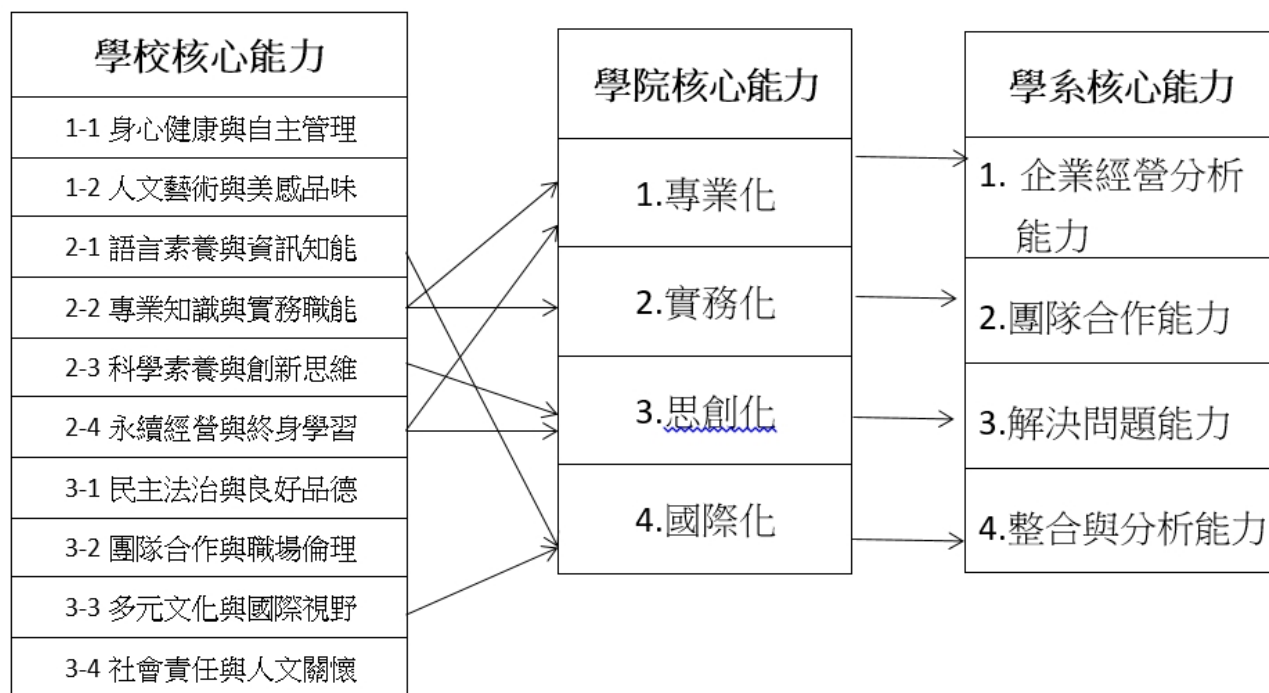 學校核心能力
1-1 身心健康與自主管理
1-2 人文藝術與美感品味
2-1 語言素養與資訊知能
2-2 專業知識與實務職能
2-3 科學素養與創新思維
2-4 永續經營與終身學習
3-1 民主法治與良好品德
3-2 團隊合作與職場倫理
3-3 多元文化與國際視野
3-4 社會責任與人文關懷
學院核心能力
1.專業化
2.實務化
3.思創化
4.國際化
學系核心能力
1. 企業經營分析
能力
2.團隊合作能力
3.解決問題能力
4.整合與分析能力